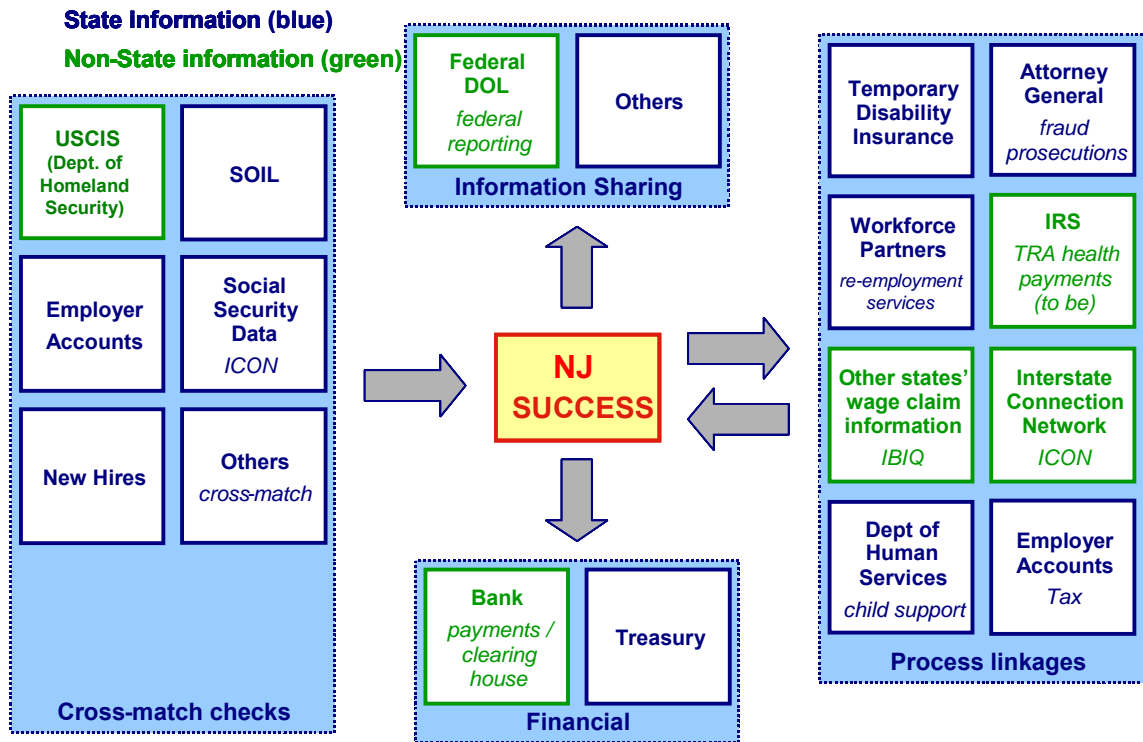 State Information (blue)
Non-State information (green)
USCIS
(Dept. of
Homeland
Security)
SOIL
Employer
Accounts
Social
Security
Data
ICON
New Hires
Others
cross-match
Cross-match checks
Federal
DOL
federal
reporting
Others
Information Sharing
NJ
SUCCESS
Bank
payments /
clearing
house
Treasury
Financial
Temporary
Disability
Insurance
Attorney
General
fraud
prosecutions
Workforce
Partners
re-employment
services
IRS
TRA health
payments
(to be)
Other states’
wage claim
information
IBIQ
Interstate
Connection
Network
ICON
Dept of
Human
Services
child support
Employer
Accounts
Tax
Process linkages